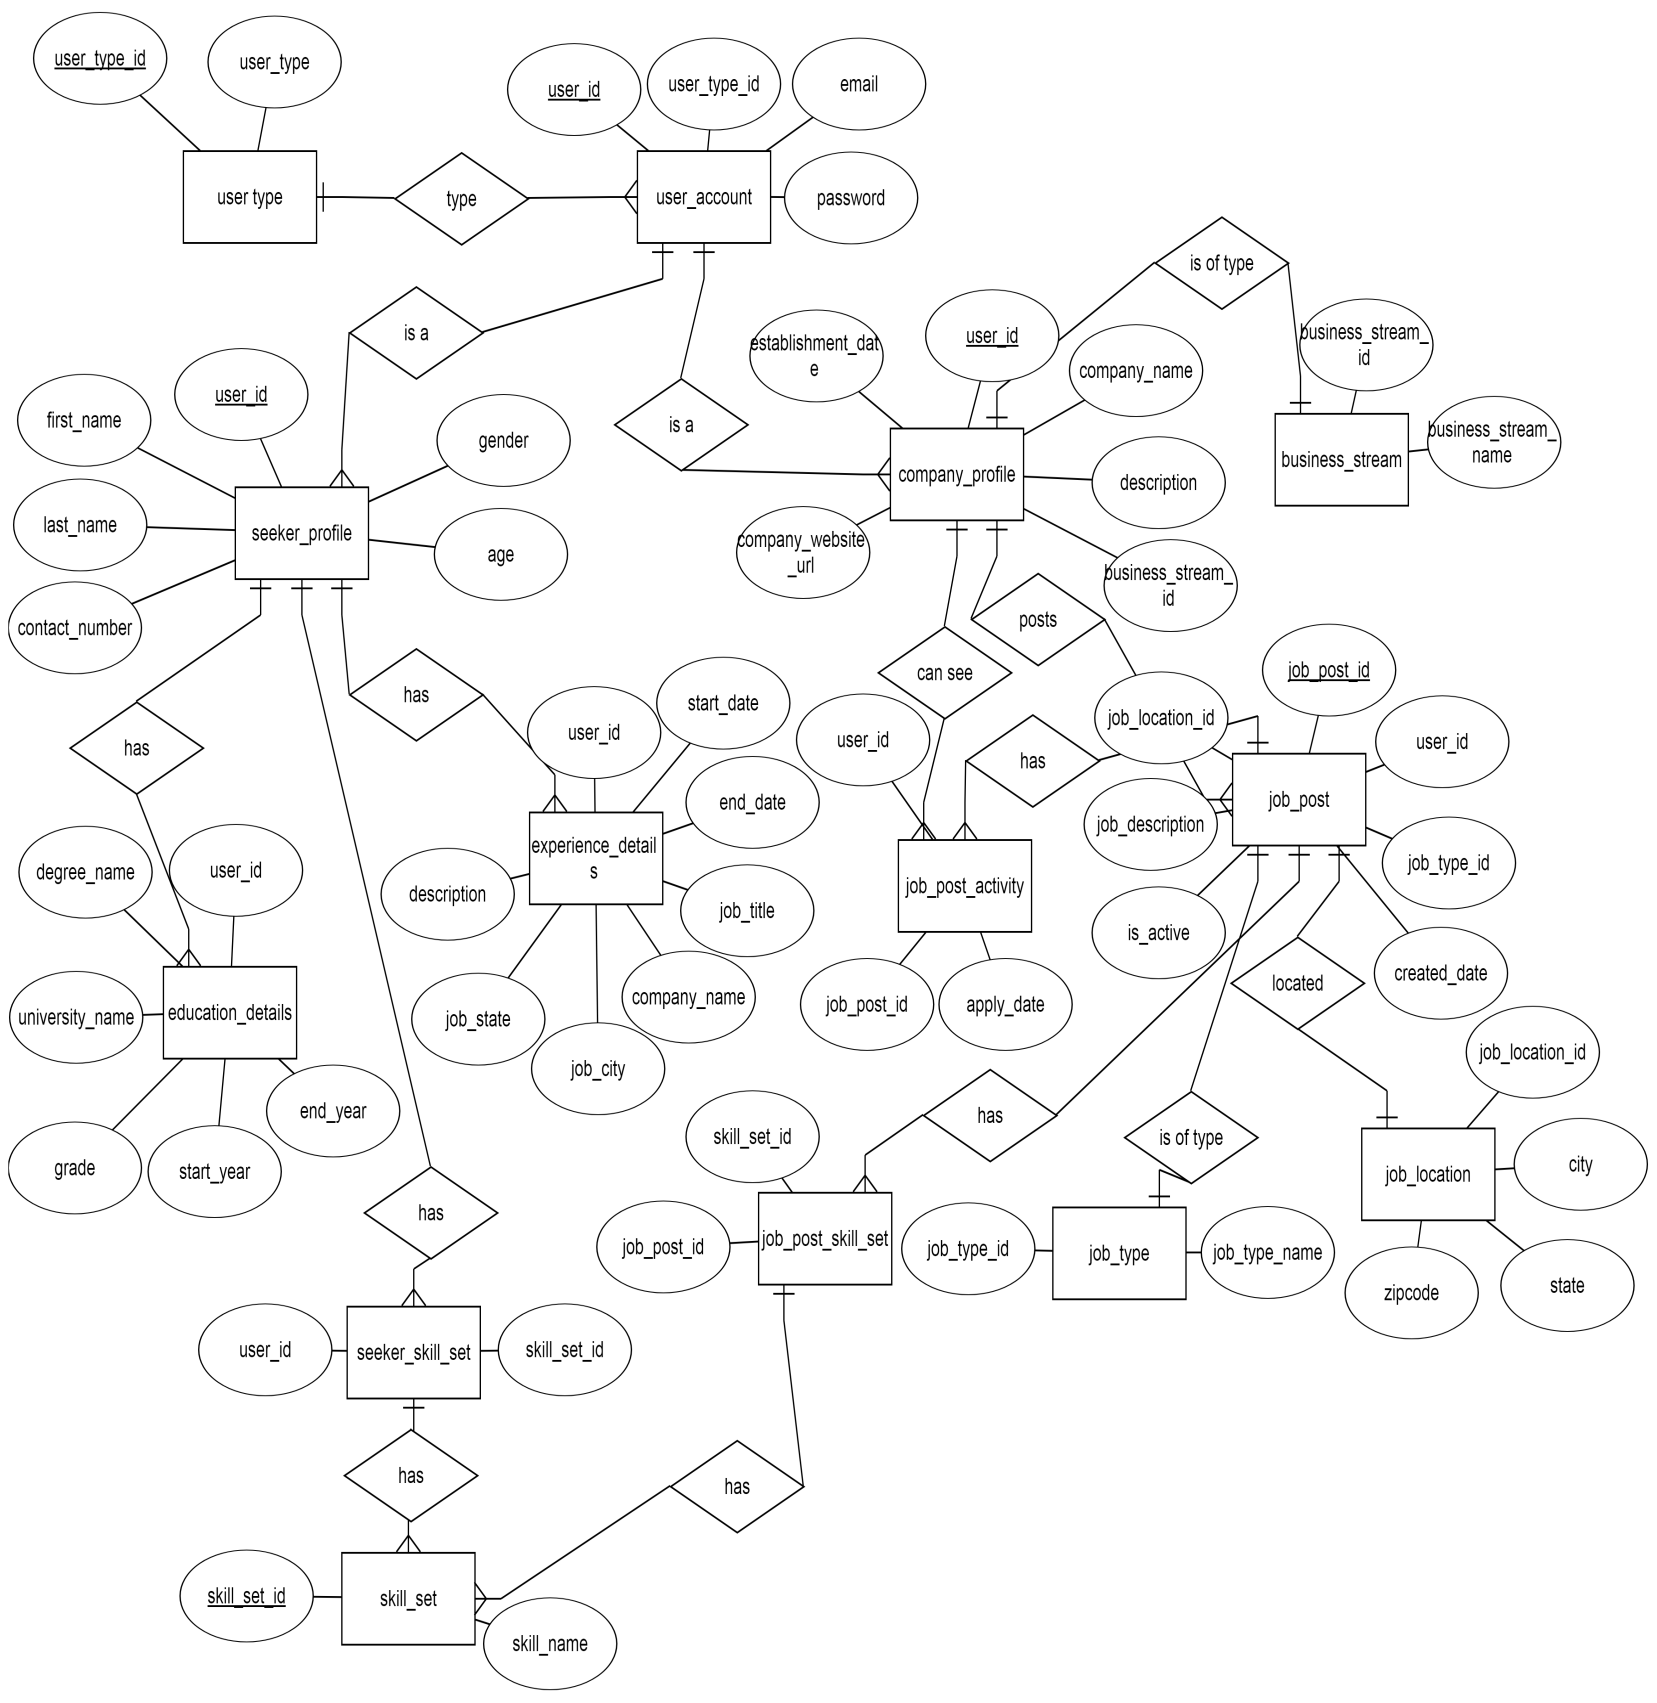 user_type_id
user_type
user_id
user_type_id
email
user type
type
user_account
password
is of type
is a
establishment_dat
e
user_id
company_name
business_stream_
id
first_name
user_id
gender
is a
business_stream_
name
last_name
seeker_profile
age
company_profile
description
business_stream
company_website
_url
business_stream_
id
contact_number
posts
can see
job_post_id
has
user_id
start_date
has
user_id
has
job_location_id
user_id
end_date
job_description
job_post
experience_detail
s
degree_name
user_id
description
job_title
job_post_activity
job_type_id
is_active
university_name
education_details
job_state
company_name
job_post_id
apply_date
located
created_date
job_city
job_location_id
end_year
grade
start_year
skill_set_id
has
is of type
job_location
city
has
job_post_id
job_post_skill_set
job_type_id
job_type
job_type_name
zipcode
state
user_id
seeker_skill_set
skill_set_id
has
has
skill_set_id
skill_set
skill_name